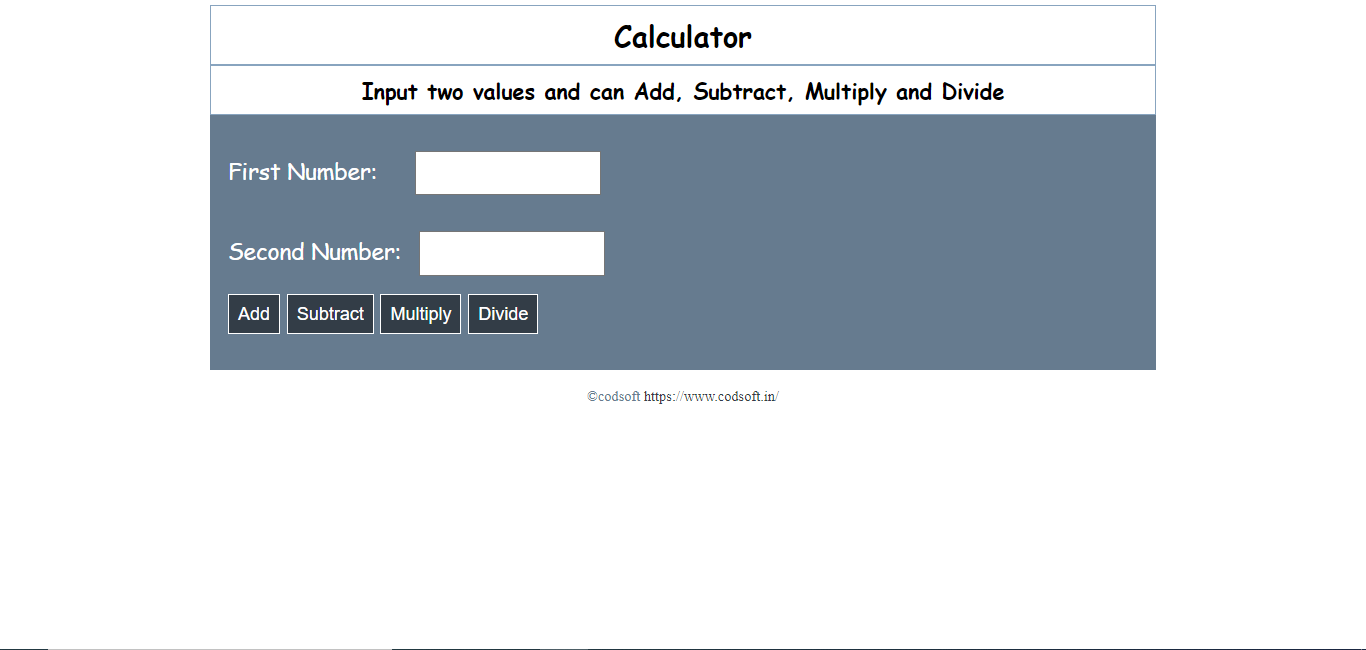 Calculator
Input two values and can Add, Subtract, Multiply and Divide
First Number:
Second Number:
Add Subtract Multiply Divide
©codsoft https://www.codsoft.in/